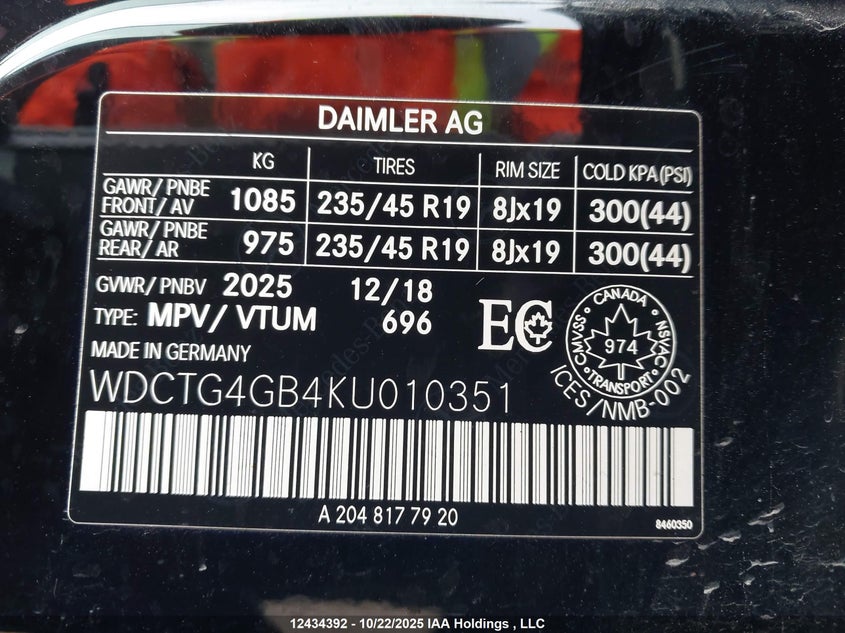 DAIMLER AG
KG TIRES RIM SIZE COLD KPA (PSI)
GAWR/ PNBE FRONT/ AV 1085 235/45 R19 8Jx19 300(44)
GAWR/ PNBE REAR/ AR 975 235/45 R19 8Jx19 300(44)
GVWR/ PNBV 2025 12/18
TYPE: MPV/ VTUM 696
EC
CANADA
CMVSS 974 NSVAC
TRANSPORT
ICES/NMB-002
MADE IN GERMANY
WDCTG4GB4KU010351
A 204 817 79 20
8460350
12434392 - 10/22/2025 IAA Holdings , LLC